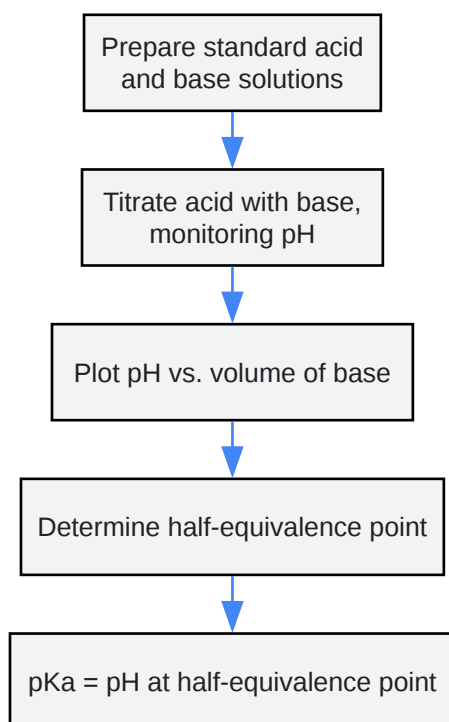 Prepare standard acid
and base solutions
Titrate acid with base,
monitoring pH
Plot pH vs. volume of base
Determine half-equivalence point
pKa = pH at half-equivalence point